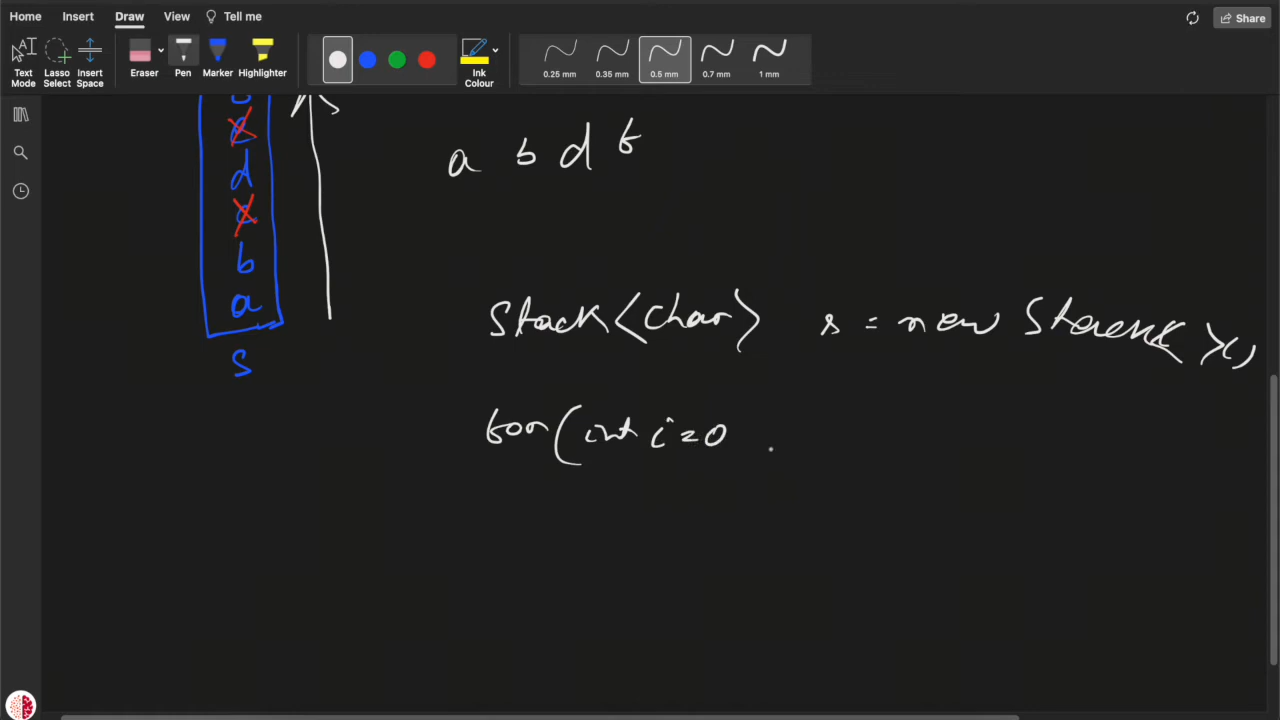 Home Insert Draw View Tell me
Share
Text Mode
Lasso Select
Insert Space
Eraser
Pen
Marker
Highlighter
Ink Colour
0.25 mm
0.35 mm
0.5 mm
0.7 mm
1 mm
d
b
a
s
a b d f
Stack<Char> s = new Stack<>()
for (int i=0